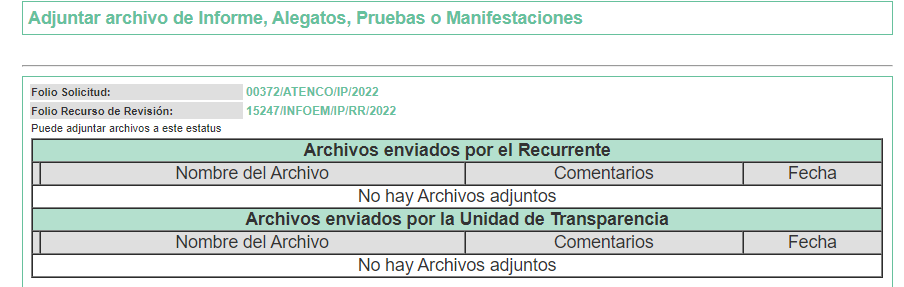 Adjuntar archivo de Informe, Alegatos, Pruebas o Manifestaciones
Folio Solicitud: 00372/ATENCO/IP/2022
Folio Recurso de Revisión: 15247/INFOEM/IP/RR/2022
Puede adjuntar archivos a este estatus
Archivos enviados por el Recurrente
Nombre del Archivo Comentarios Fecha
No hay Archivos adjuntos
Archivos enviados por la Unidad de Transparencia
Nombre del Archivo Comentarios Fecha
No hay Archivos adjuntos